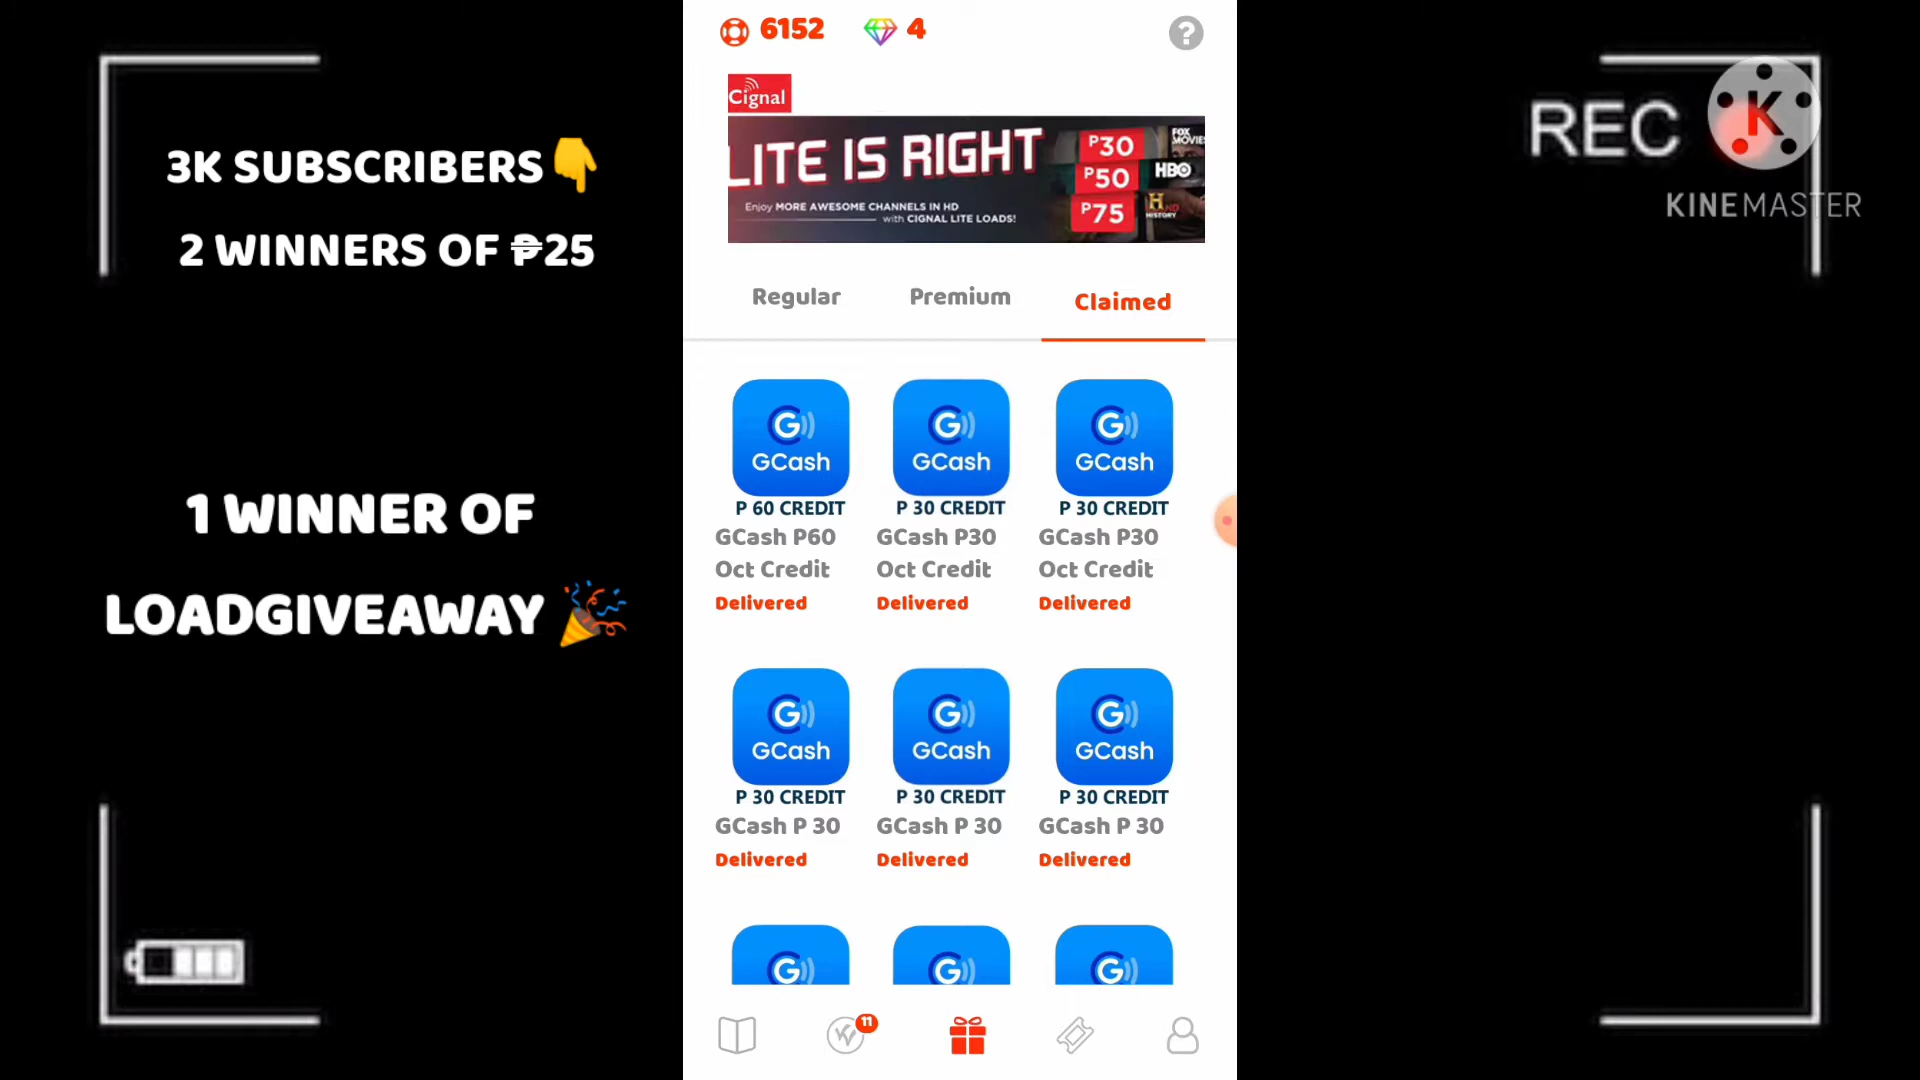 3K SUBSCRIBERS👇
2 WINNERS OF ₱25
1 WINNER OF
LOADGIVEAWAY 🎉
6152
4
?
Cignal
LITE IS RIGHT
Enjoy MORE AWESOME CHANNELS IN HD
with CIGNAL LITE LOADS!
P30
P50
P75
FOX
MOVIE
HBO
H
HD
HISTORY
Regular
Premium
Claimed
G
GCash
P 60 CREDIT
GCash P60
Oct Credit
Delivered
G
GCash
P 30 CREDIT
GCash P30
Oct Credit
Delivered
G
GCash
P 30 CREDIT
GCash P30
Oct Credit
Delivered
G
GCash
P 30 CREDIT
GCash P 30
Delivered
G
GCash
P 30 CREDIT
GCash P 30
Delivered
G
GCash
P 30 CREDIT
GCash P 30
Delivered
G
G
G
11
REC
K
KINEMASTER